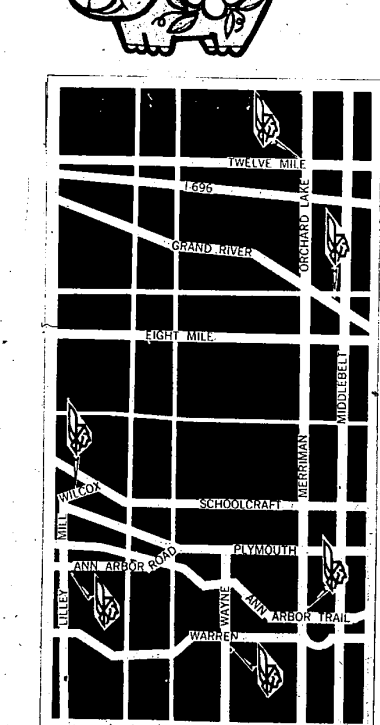 TWELVE MILE
I-696
ORCHARD LAKE
GRAND RIVER
EIGHT MILE
MIDDLEBELT
MERRIMAN
WILCOX
SCHOOLCRAFT
MILL
PLYMOUTH
ANN ARBOR ROAD
LILLEY
WAYNE
ANN ARBOR TRAIL
WARREN